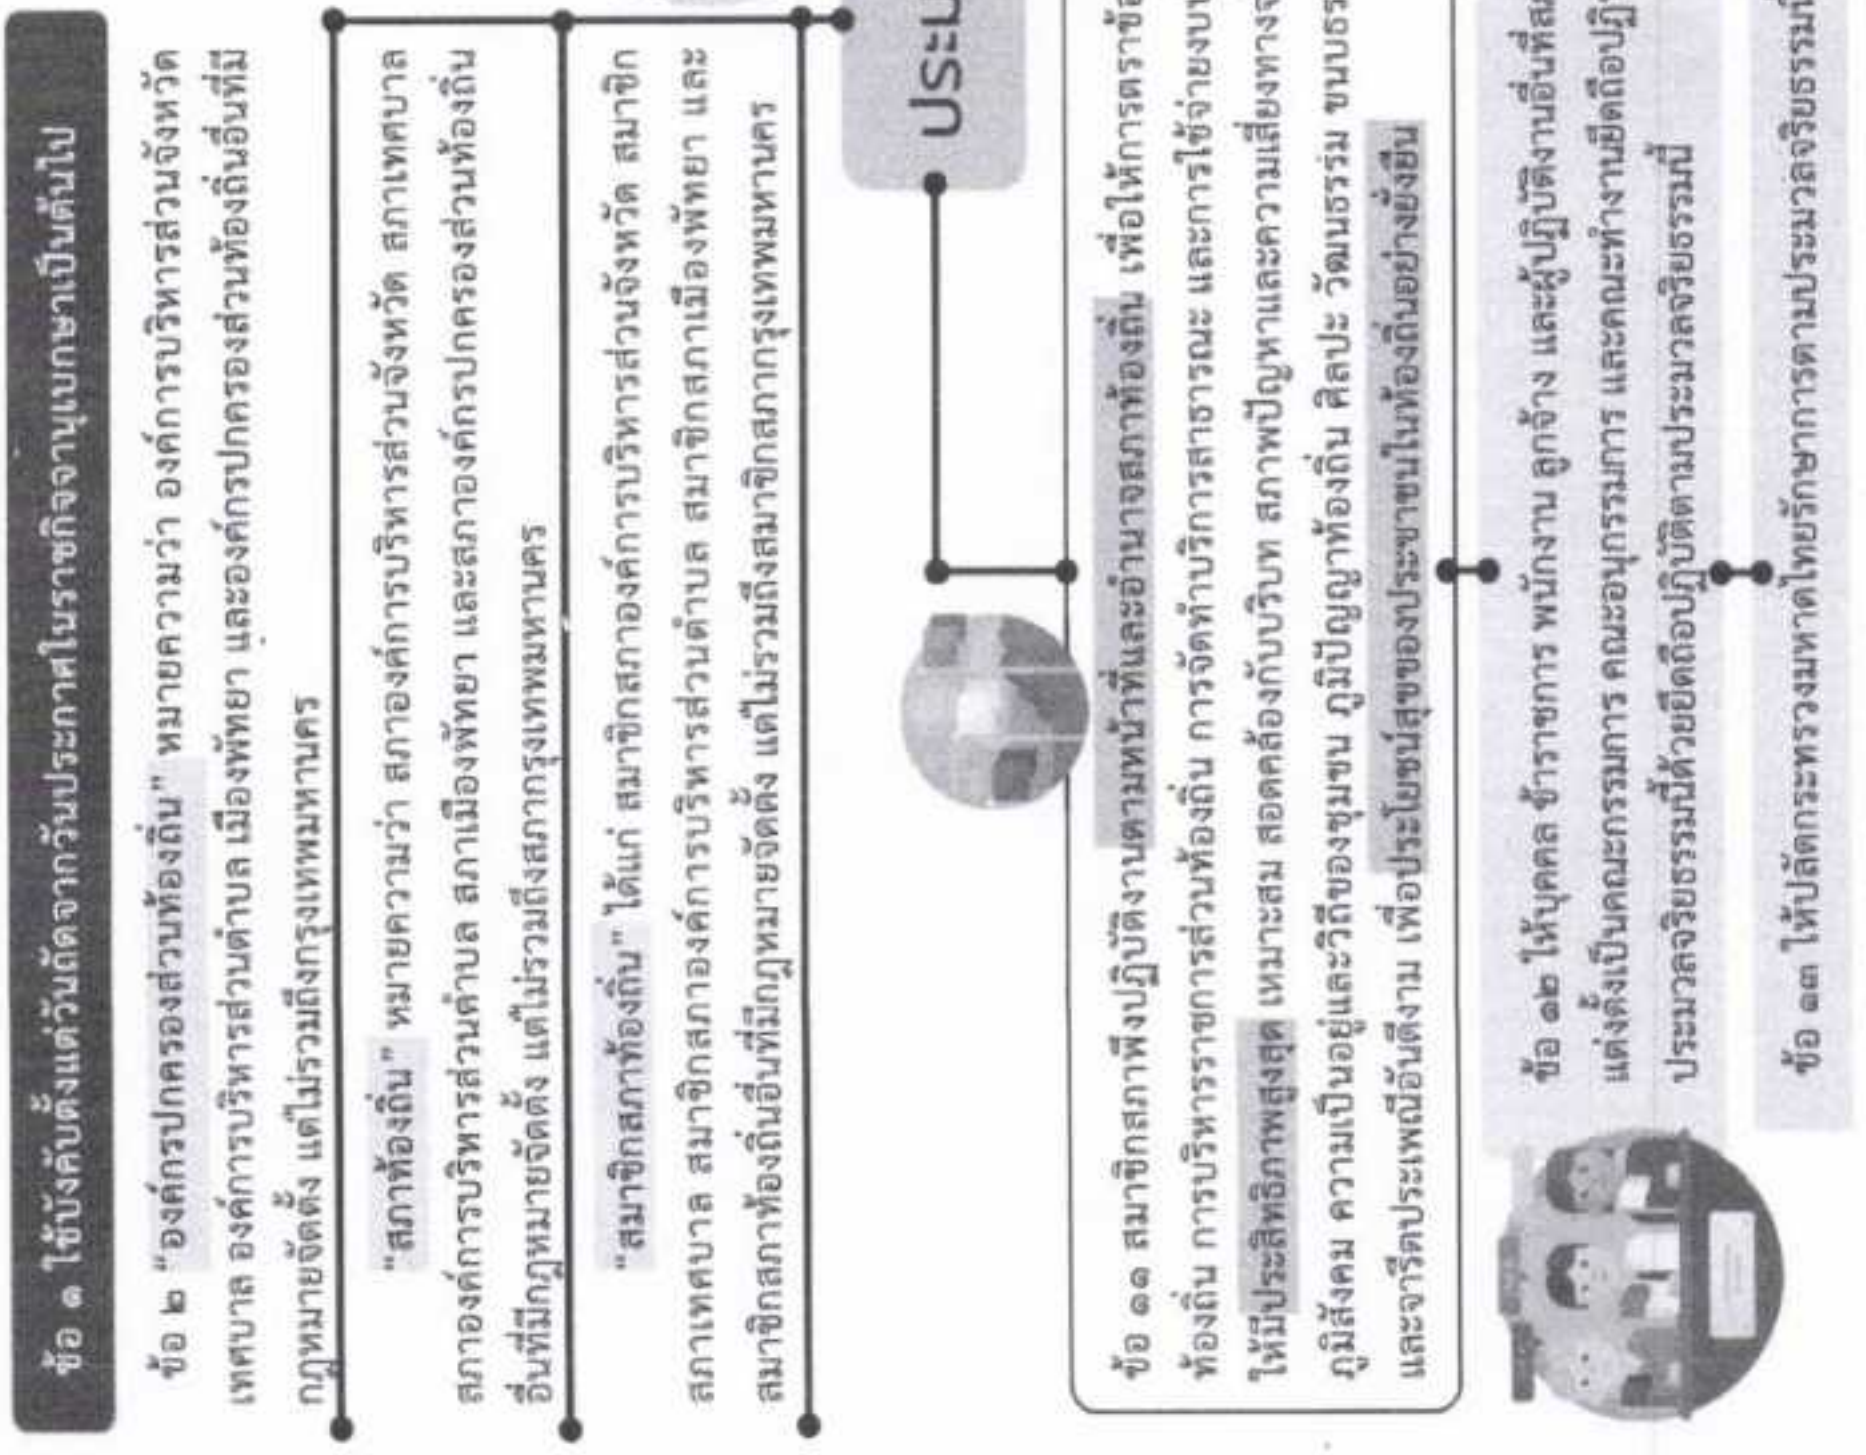 ข้อ ๑ ใช้บังคับตั้งแต่วันถัดจากวันประกาศในราชกิจจานุเบกษาเป็นต้นไป
ข้อ ๒ "องค์กรปกครองส่วนท้องถิ่น" หมายความว่า องค์การบริหารส่วนจังหวัด
เทศบาล องค์การบริหารส่วนตำบล เมืองพัทยา และองค์กรปกครองส่วนท้องถิ่นอื่นที่มี
กฎหมายจัดตั้ง แต่ไม่รวมถึงกรุงเทพมหานคร
"สภาท้องถิ่น" หมายความว่า สภาองค์การบริหารส่วนจังหวัด สภาเทศบาล
สภาองค์การบริหารส่วนตำบล สภาเมืองพัทยา และสภาองค์กรปกครองส่วนท้องถิ่น
อื่นที่มีกฎหมายจัดตั้ง แต่ไม่รวมถึงสภากรุงเทพมหานคร
"สมาชิกสภาท้องถิ่น" ได้แก่ สมาชิกสภาองค์การบริหารส่วนจังหวัด สมาชิก
สภาเทศบาล สมาชิกสภาองค์การบริหารส่วนตำบล สมาชิกสภาเมืองพัทยา และ
สมาชิกสภาท้องถิ่นอื่นที่มีกฎหมายจัดตั้ง แต่ไม่รวมถึงสมาชิกสภากรุงเทพมหานคร
ประม
ข้อ ๑๑ สมาชิกสภาพึงปฏิบัติงานตามหน้าที่และอำนาจสภาท้องถิ่น เพื่อให้การตราข้อ
ท้องถิ่น การบริหารราชการส่วนท้องถิ่น การจัดทำบริการสาธารณะ และการใช้จ่ายงบป
ให้มีประสิทธิภาพสูงสุด เหมาะสม สอดคล้องกับบริบท สภาพปัญหาและความเสี่ยงทาง
ภูมิสังคม ความเป็นอยู่และวิถีของชุมชน ภูมิปัญญาท้องถิ่น ศิลปะ วัฒนธรรม ขนบธร
และจารีตประเพณีอันดีงาม เพื่อประโยชน์สุขของประชาชนในท้องถิ่นอย่างยั่งยืน
ข้อ ๑๒ ให้บุคคล ข้าราชการ พนักงาน ลูกจ้าง และผู้ปฏิบัติงานอื่นที่สภ
แต่งตั้งเป็นคณะกรรมการ คณะอนุกรรมการ และคณะทำงานยึดถือปฏิ
ประมวลจริยธรรมนี้ด้วยยึดถือปฏิบัติตามประมวลจริยธรรมนี้
ข้อ ๑๓ ให้ปลัดกระทรวงมหาดไทยรักษาการตามประมวลจริยธรรมนี้